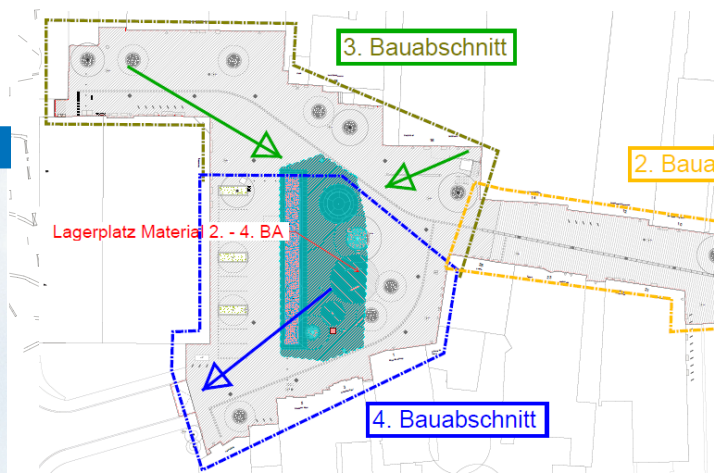 3. Bauabschnitt
2. Baua
Lagerplatz Material 2. - 4. BA
4. Bauabschnitt